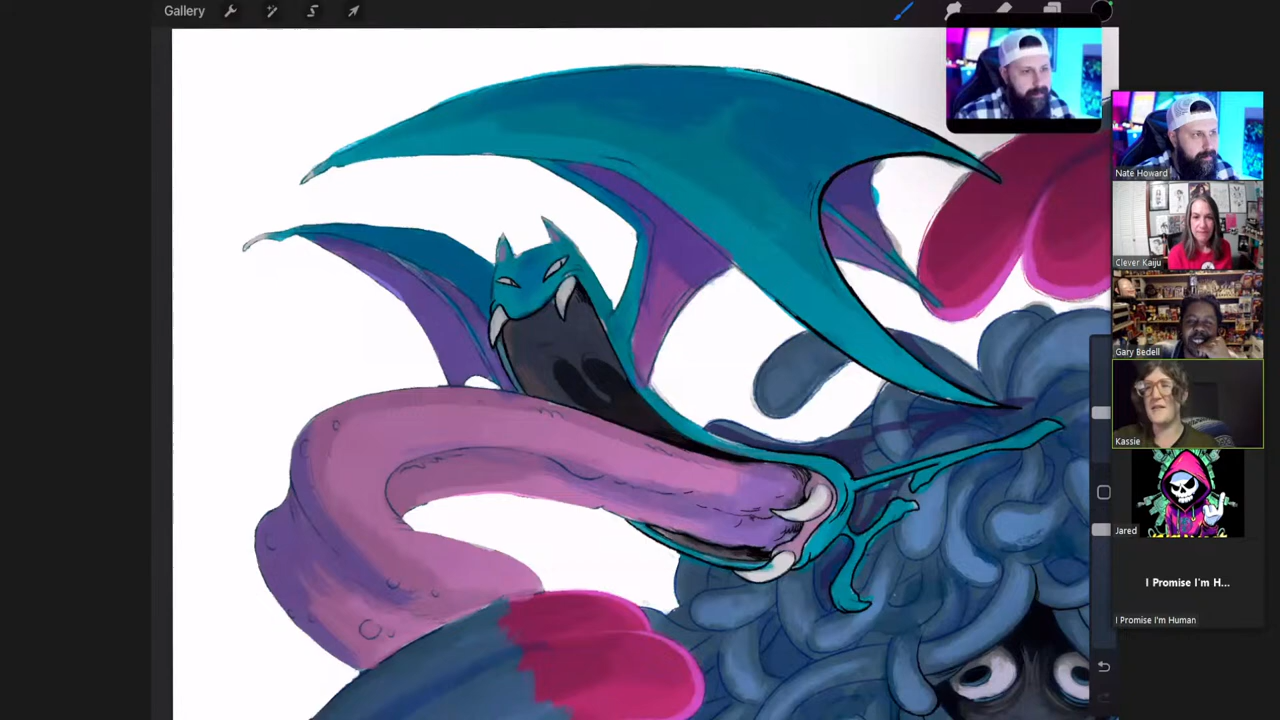 Gallery
Nate Howard
Clever Kaiju
Gary Bedell
Kassie
Jared
I Promise I'm H...
I Promise I'm Human